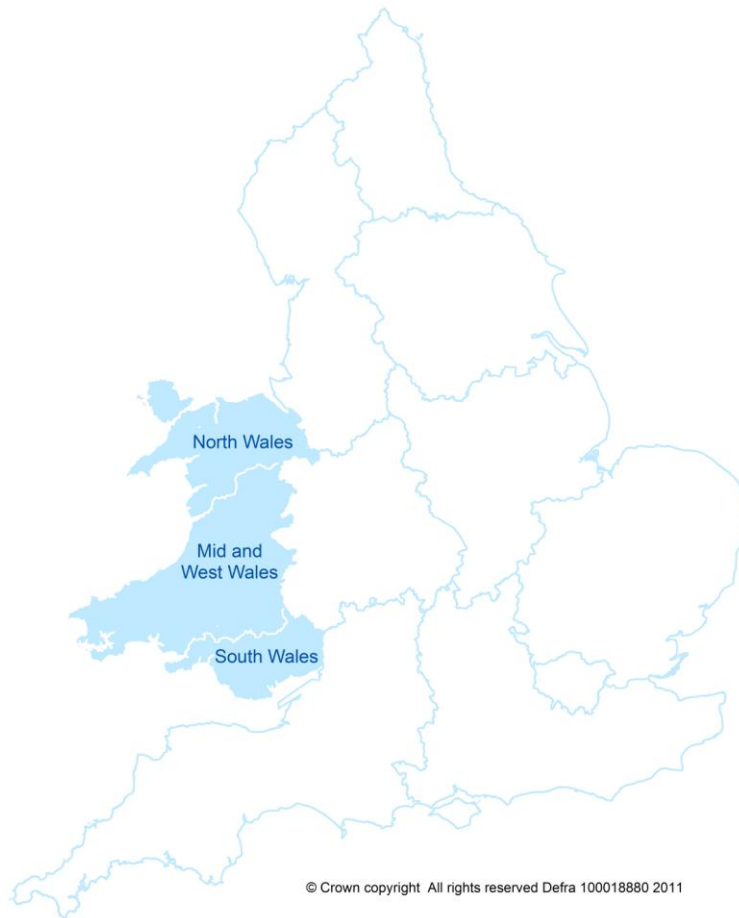 North Wales
Mid and
West Wales
South Wales
© Crown copyright All rights reserved Defra 100018880 2011